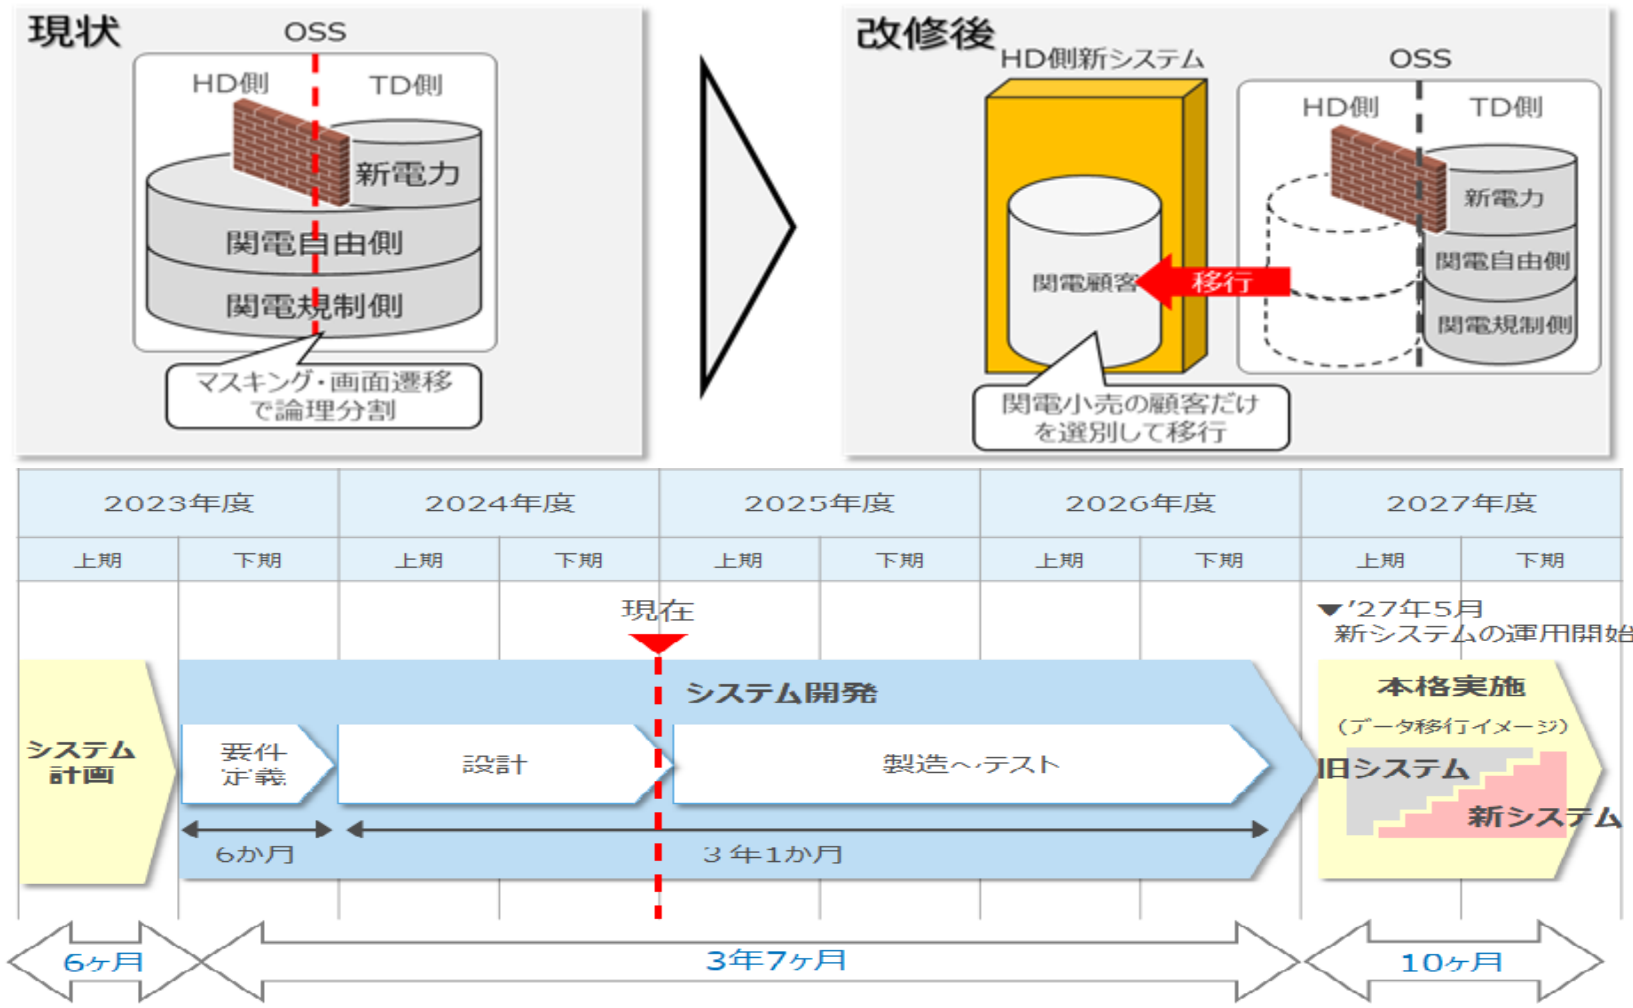 現状
OSS
HD側
TD側
新電力
関電自由側
関電規制側
マスキング・画面遷移
で論理分割
改修後
HD側新システム
OSS
HD側
TD側
新電力
関電自由側
関電規制側
関電顧客
移行
関電小売の顧客だけ
を選別して移行
2023年度
2024年度
2025年度
2026年度
2027年度
上期
下期
上期
下期
上期
下期
上期
下期
上期
下期
現在
▼'27年5月
新システムの運用開始
システム
計画
システム開発
要件
定義
設計
製造～テスト
6か月
3年1か月
本格実施
(データ移行イメージ)
旧システム
新システム
6ヶ月
3年7ヶ月
10ヶ月